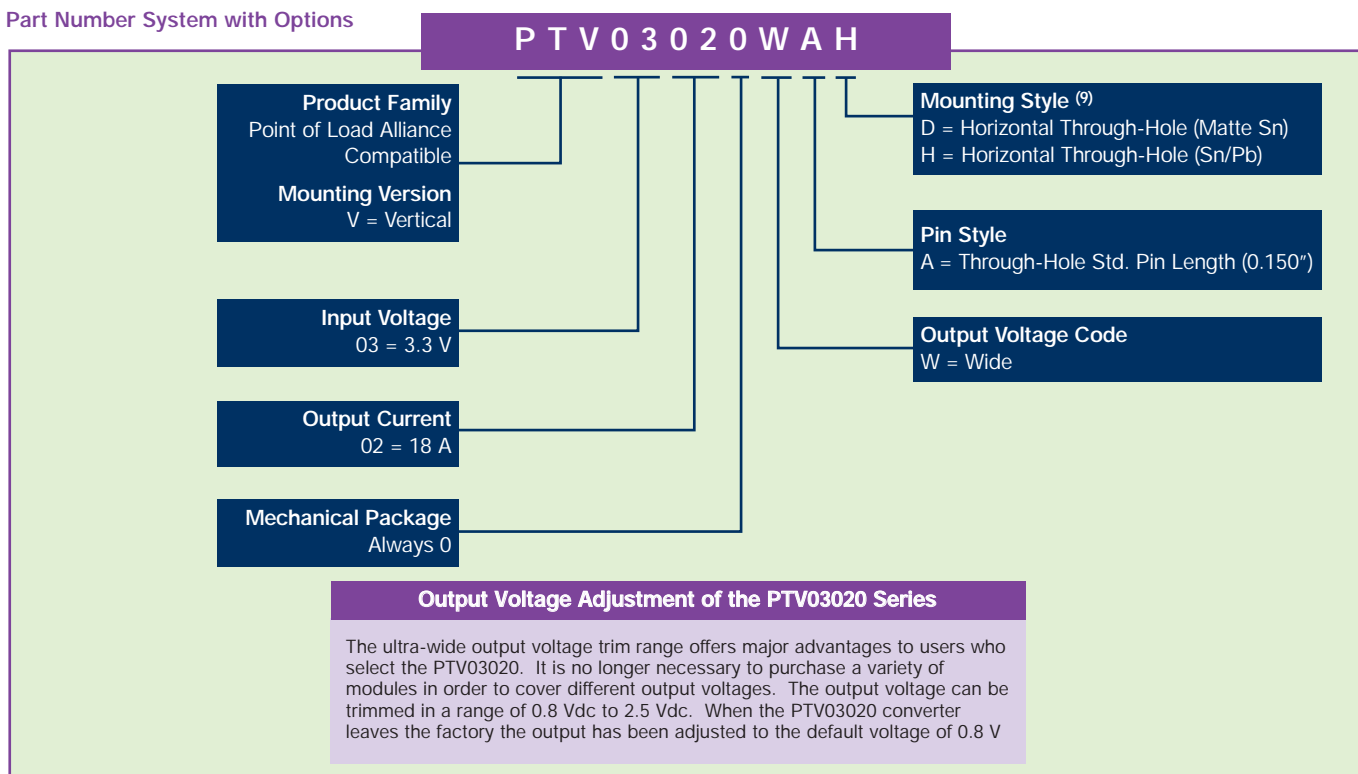 Part Number System with Options
PTV03020WAH
Product Family
Point of Load Alliance
Compatible
Mounting Version
V = Vertical
Input Voltage
03 = 3.3 V
Output Current
02 = 18 A
Mechanical Package
Always 0
Mounting Style (9)
D = Horizontal Through-Hole (Matte Sn)
H = Horizontal Through-Hole (Sn/Pb)
Pin Style
A = Through-Hole Std. Pin Length (0.150″)
Output Voltage Code
W = Wide
Output Voltage Adjustment of the PTV03020 Series
The ultra-wide output voltage trim range offers major advantages to users who
select the PTV03020. It is no longer necessary to purchase a variety of
modules in order to cover different output voltages. The output voltage can be
trimmed in a range of 0.8 Vdc to 2.5 Vdc. When the PTV03020 converter
leaves the factory the output has been adjusted to the default voltage of 0.8 V